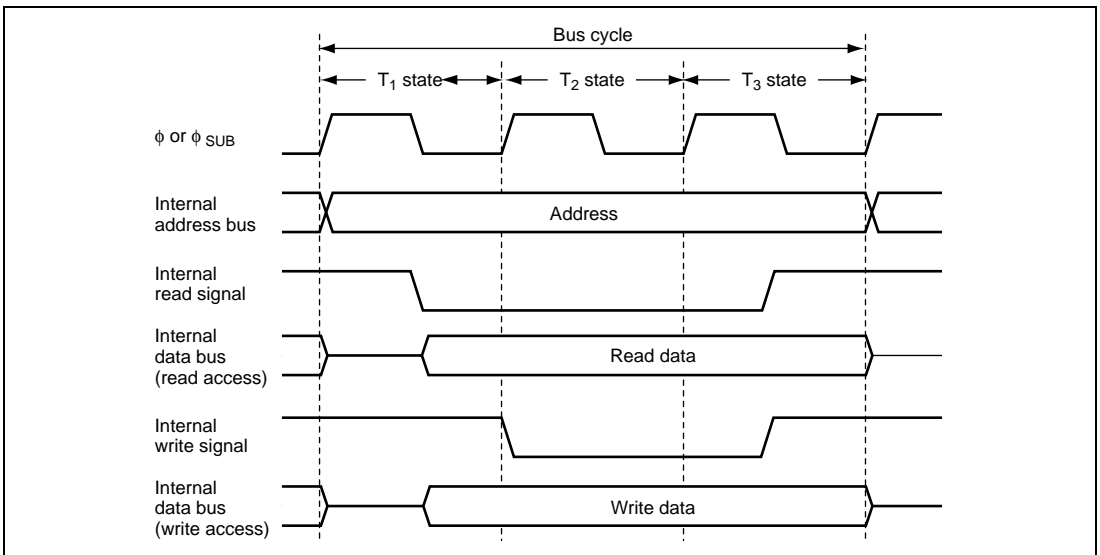 Bus cycle
T₁ state
T₂ state
T₃ state
ϕ or ϕ SUB
Internal
address bus
Address
Internal
read signal
Internal
data bus
(read access)
Read data
Internal
write signal
Internal
data bus
(write access)
Write data